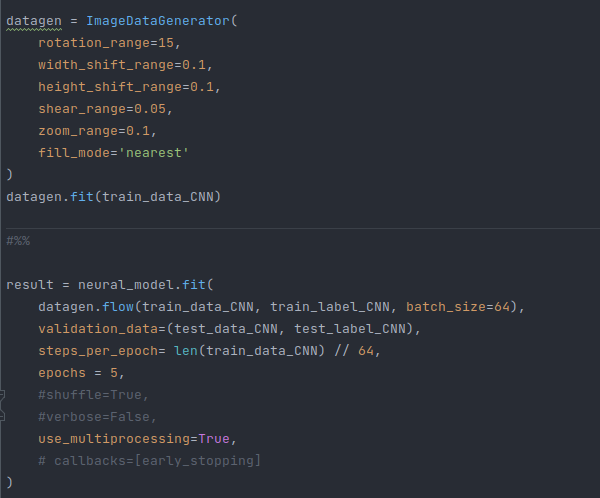 datagen = ImageDataGenerator(
    rotation_range=15,
    width_shift_range=0.1,
    height_shift_range=0.1,
    shear_range=0.05,
    zoom_range=0.1,
    fill_mode='nearest'
)
datagen.fit(train_data_CNN)
#%%
result = neural_model.fit(
    datagen.flow(train_data_CNN, train_label_CNN, batch_size=64),
    validation_data=(test_data_CNN, test_label_CNN),
    steps_per_epoch= len(train_data_CNN) // 64,
    epochs = 5,
    #shuffle=True,
    #verbose=False,
    use_multiprocessing=True,
    # callbacks=[early_stopping]
)